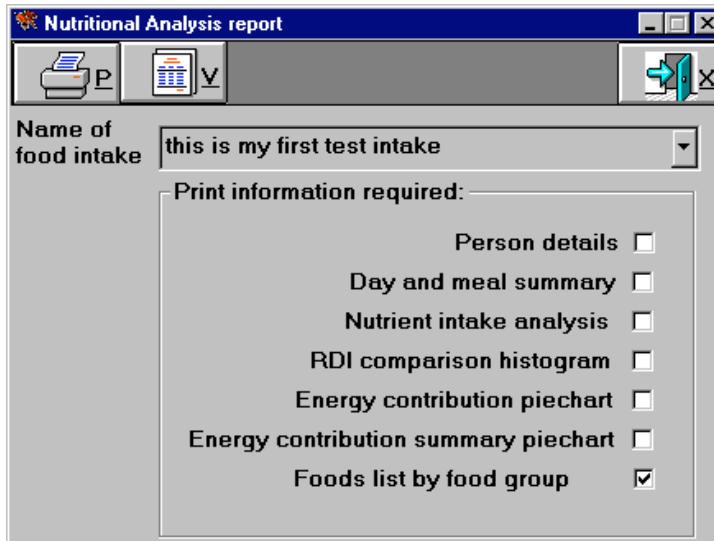 Nutritional Analysis report
P
V
X
Name of
food intake
this is my first test intake
Print information required:
Person details
Day and meal summary
Nutrient intake analysis
RDI comparison histogram
Energy contribution piechart
Energy contribution summary piechart
Foods list by food group